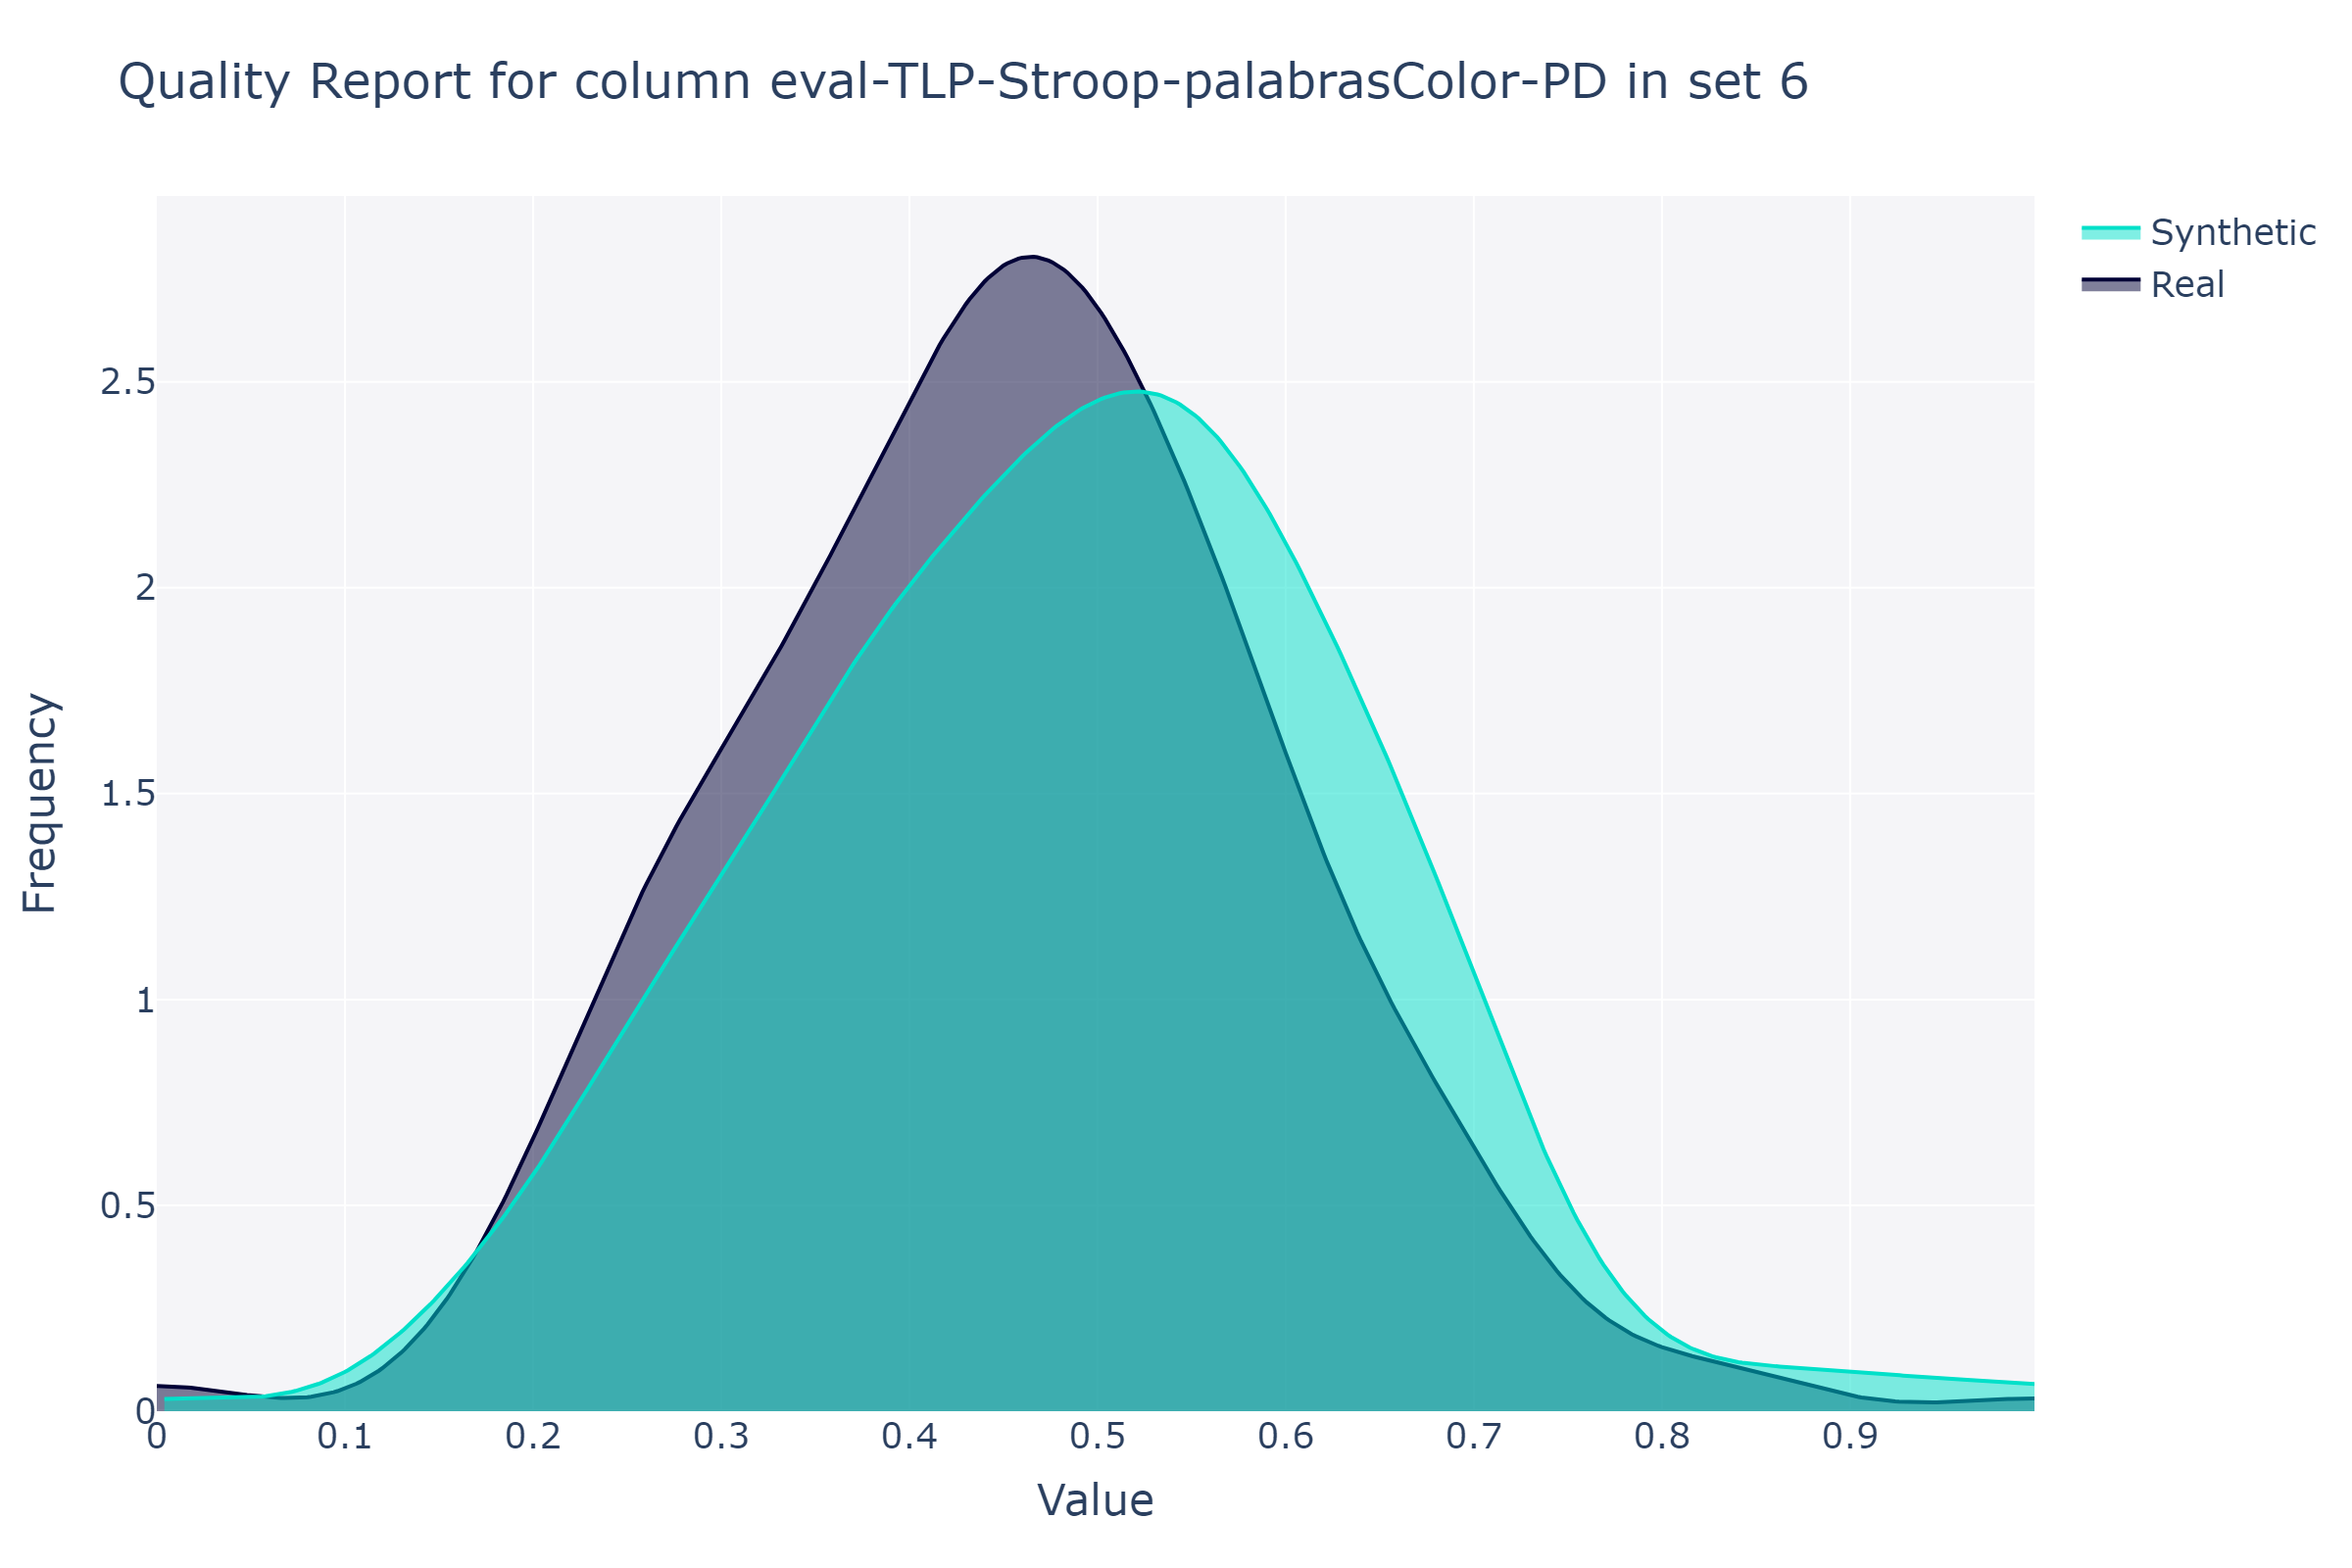 Quality Report for column eval-TLP-Stroop-palabrasColor-PD in set 6
Synthetic
Real
Frequency
2.5
2
1.5
1
0.5
0
0 0.1 0.2 0.3 0.4 0.5 0.6 0.7 0.8 0.9
Value